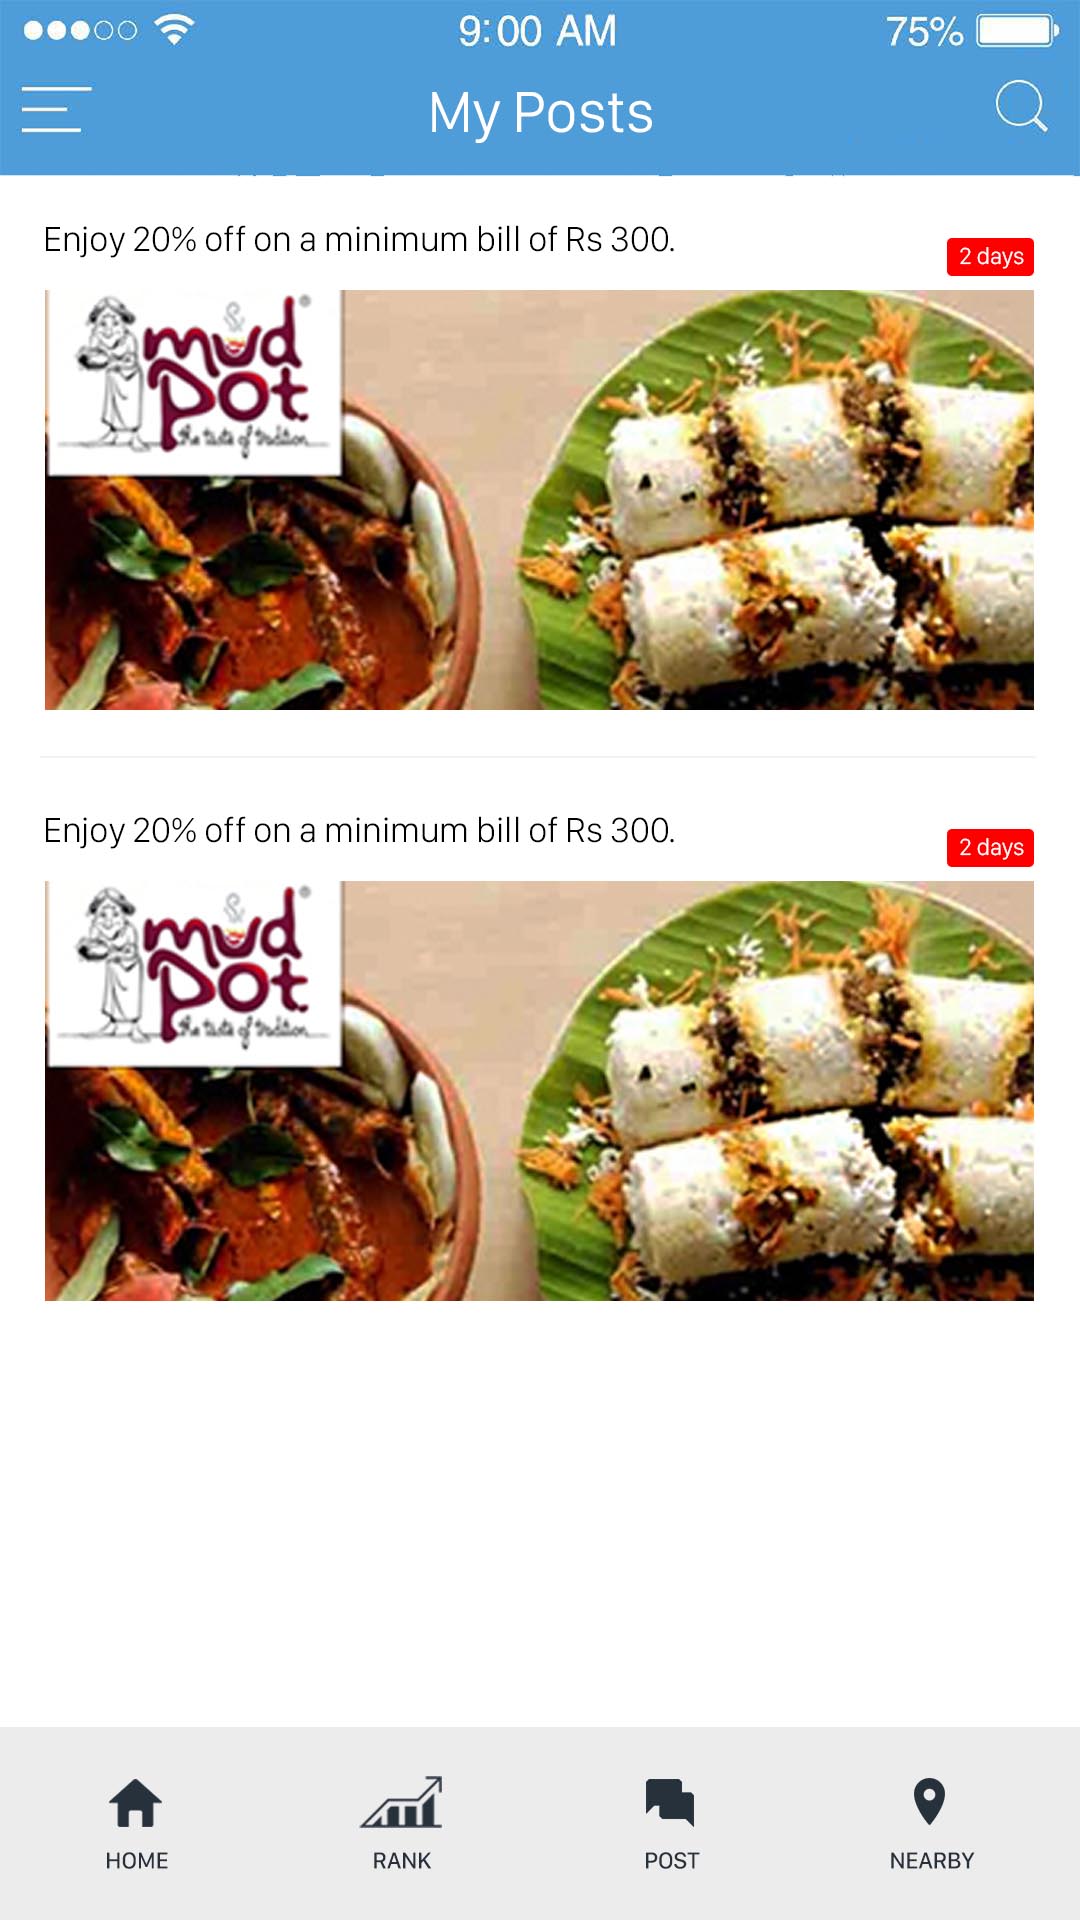 9:00 AM
75%
My Posts
Enjoy 20% off on a minimum bill of Rs 300.
2 days
mud
®
pot
the taste of tradition
Enjoy 20% off on a minimum bill of Rs 300.
2 days
mud
®
pot
the taste of tradition
HOME
RANK
POST
NEARBY